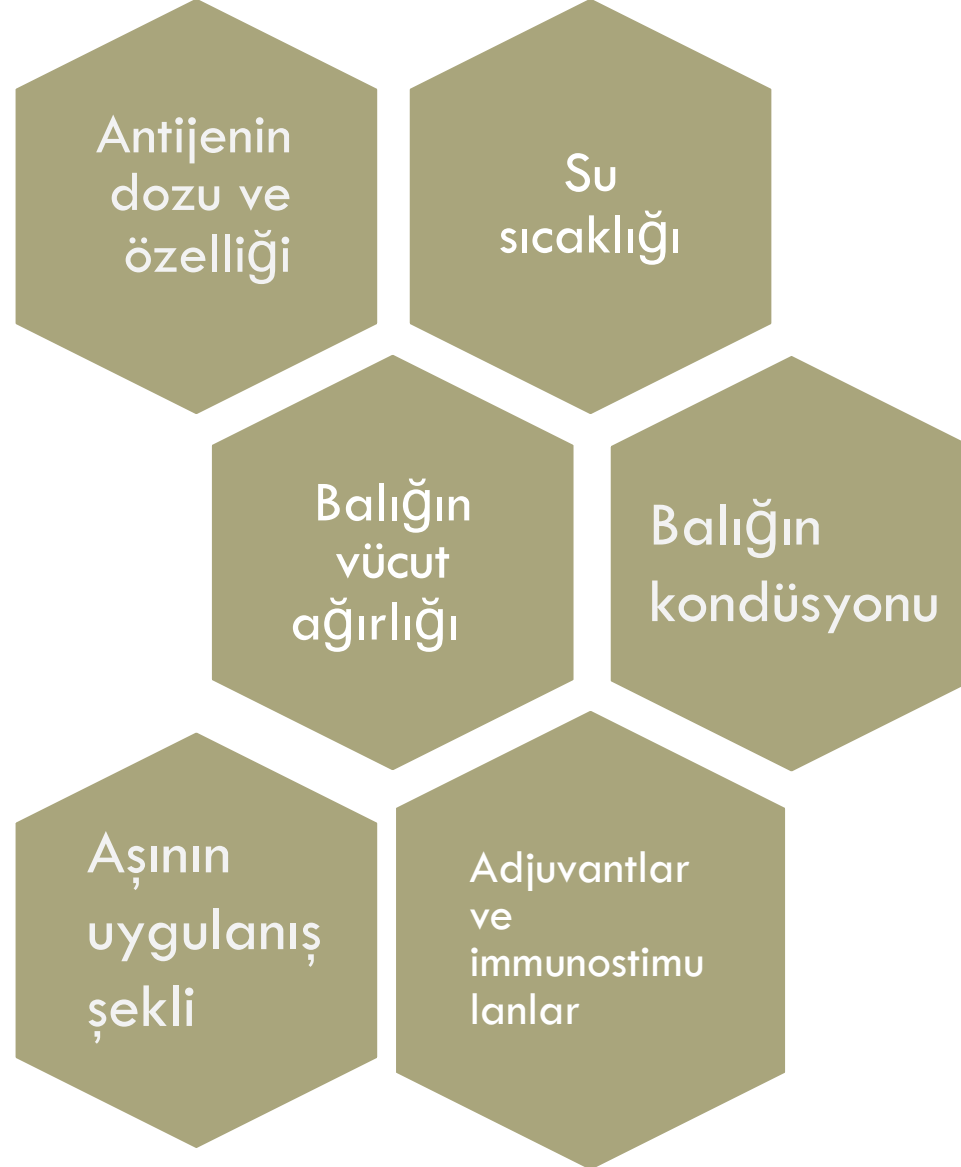 Antijenin
dozu ve
özelliği
Su
sıcaklığı
Balığın
vücut
ağırlığı
Balığın
kondüsyonu
Aşının
uygulanış
şekli
Adjuvantlar
ve
immunostimu
lanlar